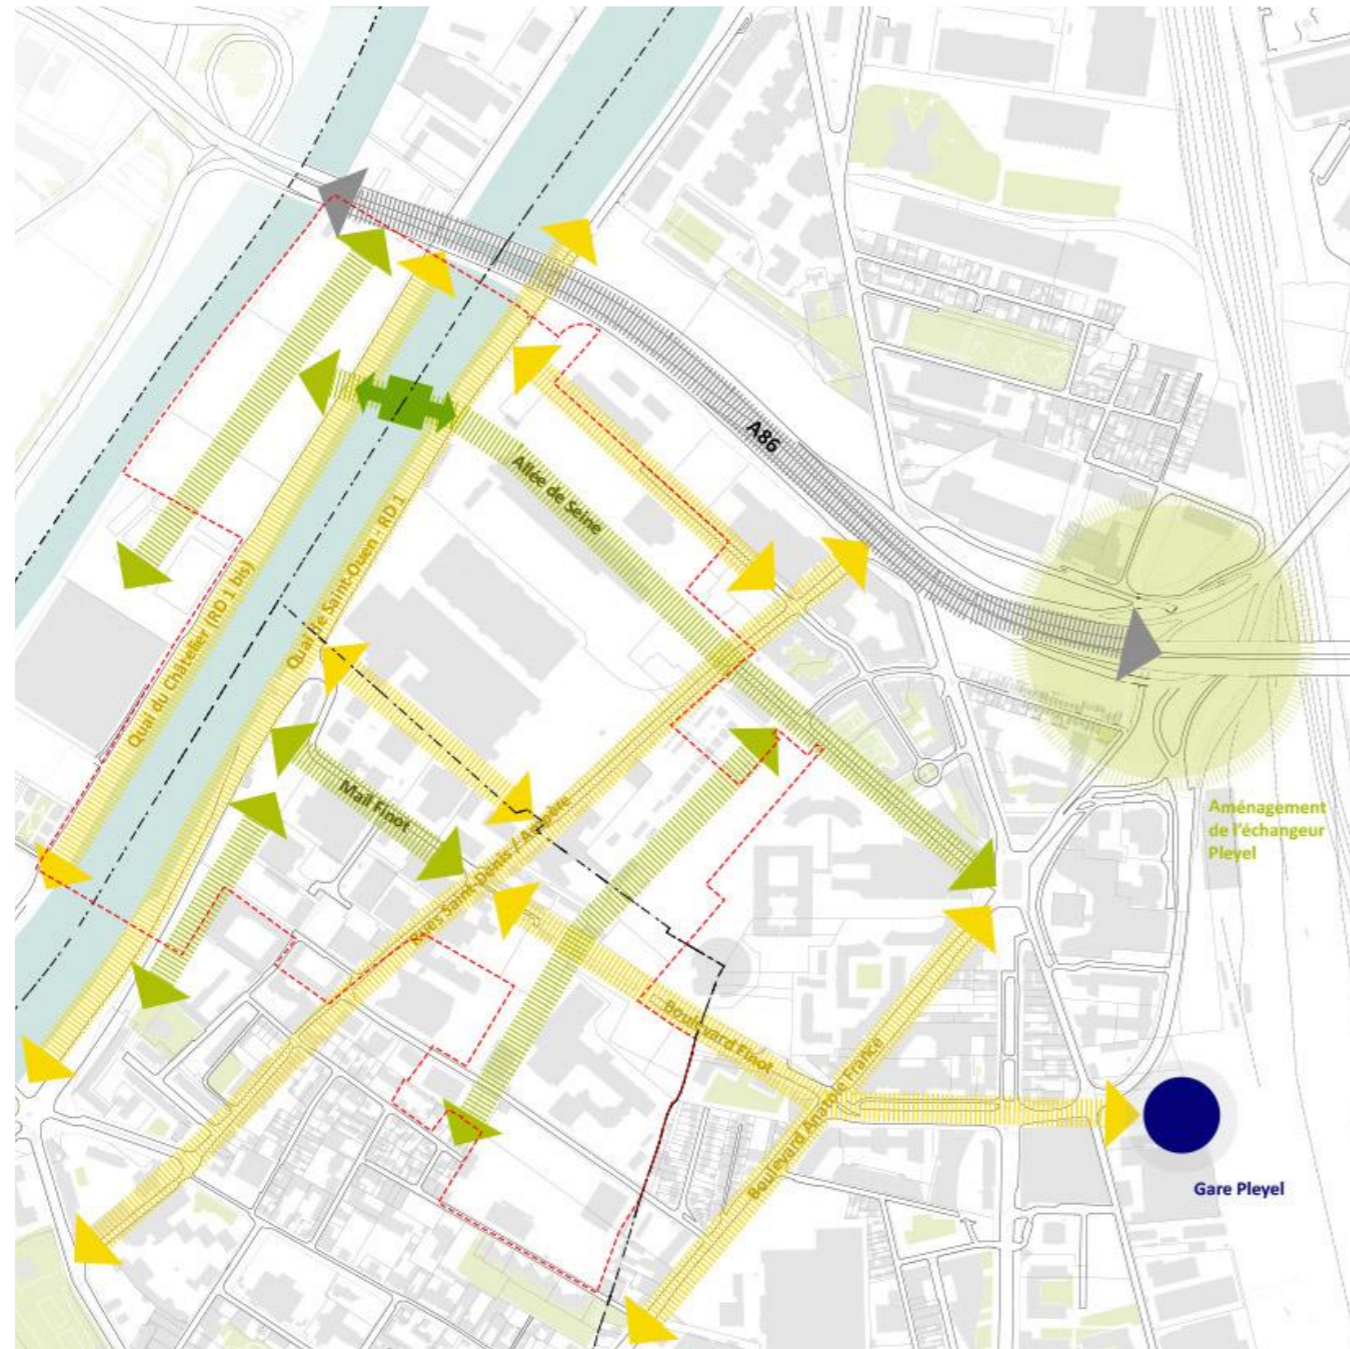 A86
Allée de Seine
Quai du Châtelier (RD 1 bis)
Quai de Saint-Ouen - RD 1
Mail Finot
Aménagement
de l'échangeur
Pleyel
Boulevard Finot
Boulevard Anatole France
Gare Pleyel